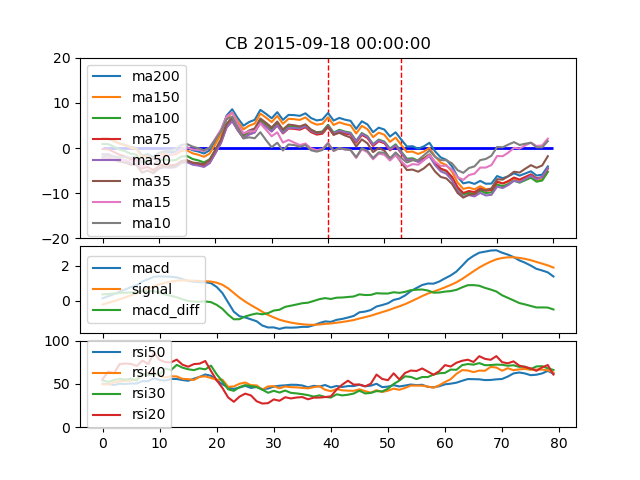 CB 2015-09-18 00:00:00
20
10
0
−10
−20
ma200
ma150
ma100
ma75
ma50
ma35
ma15
ma10
2
0
macd
signal
macd_diff
100
50
0
rsi50
rsi40
rsi30
rsi20
0 10 20 30 40 50 60 70 80